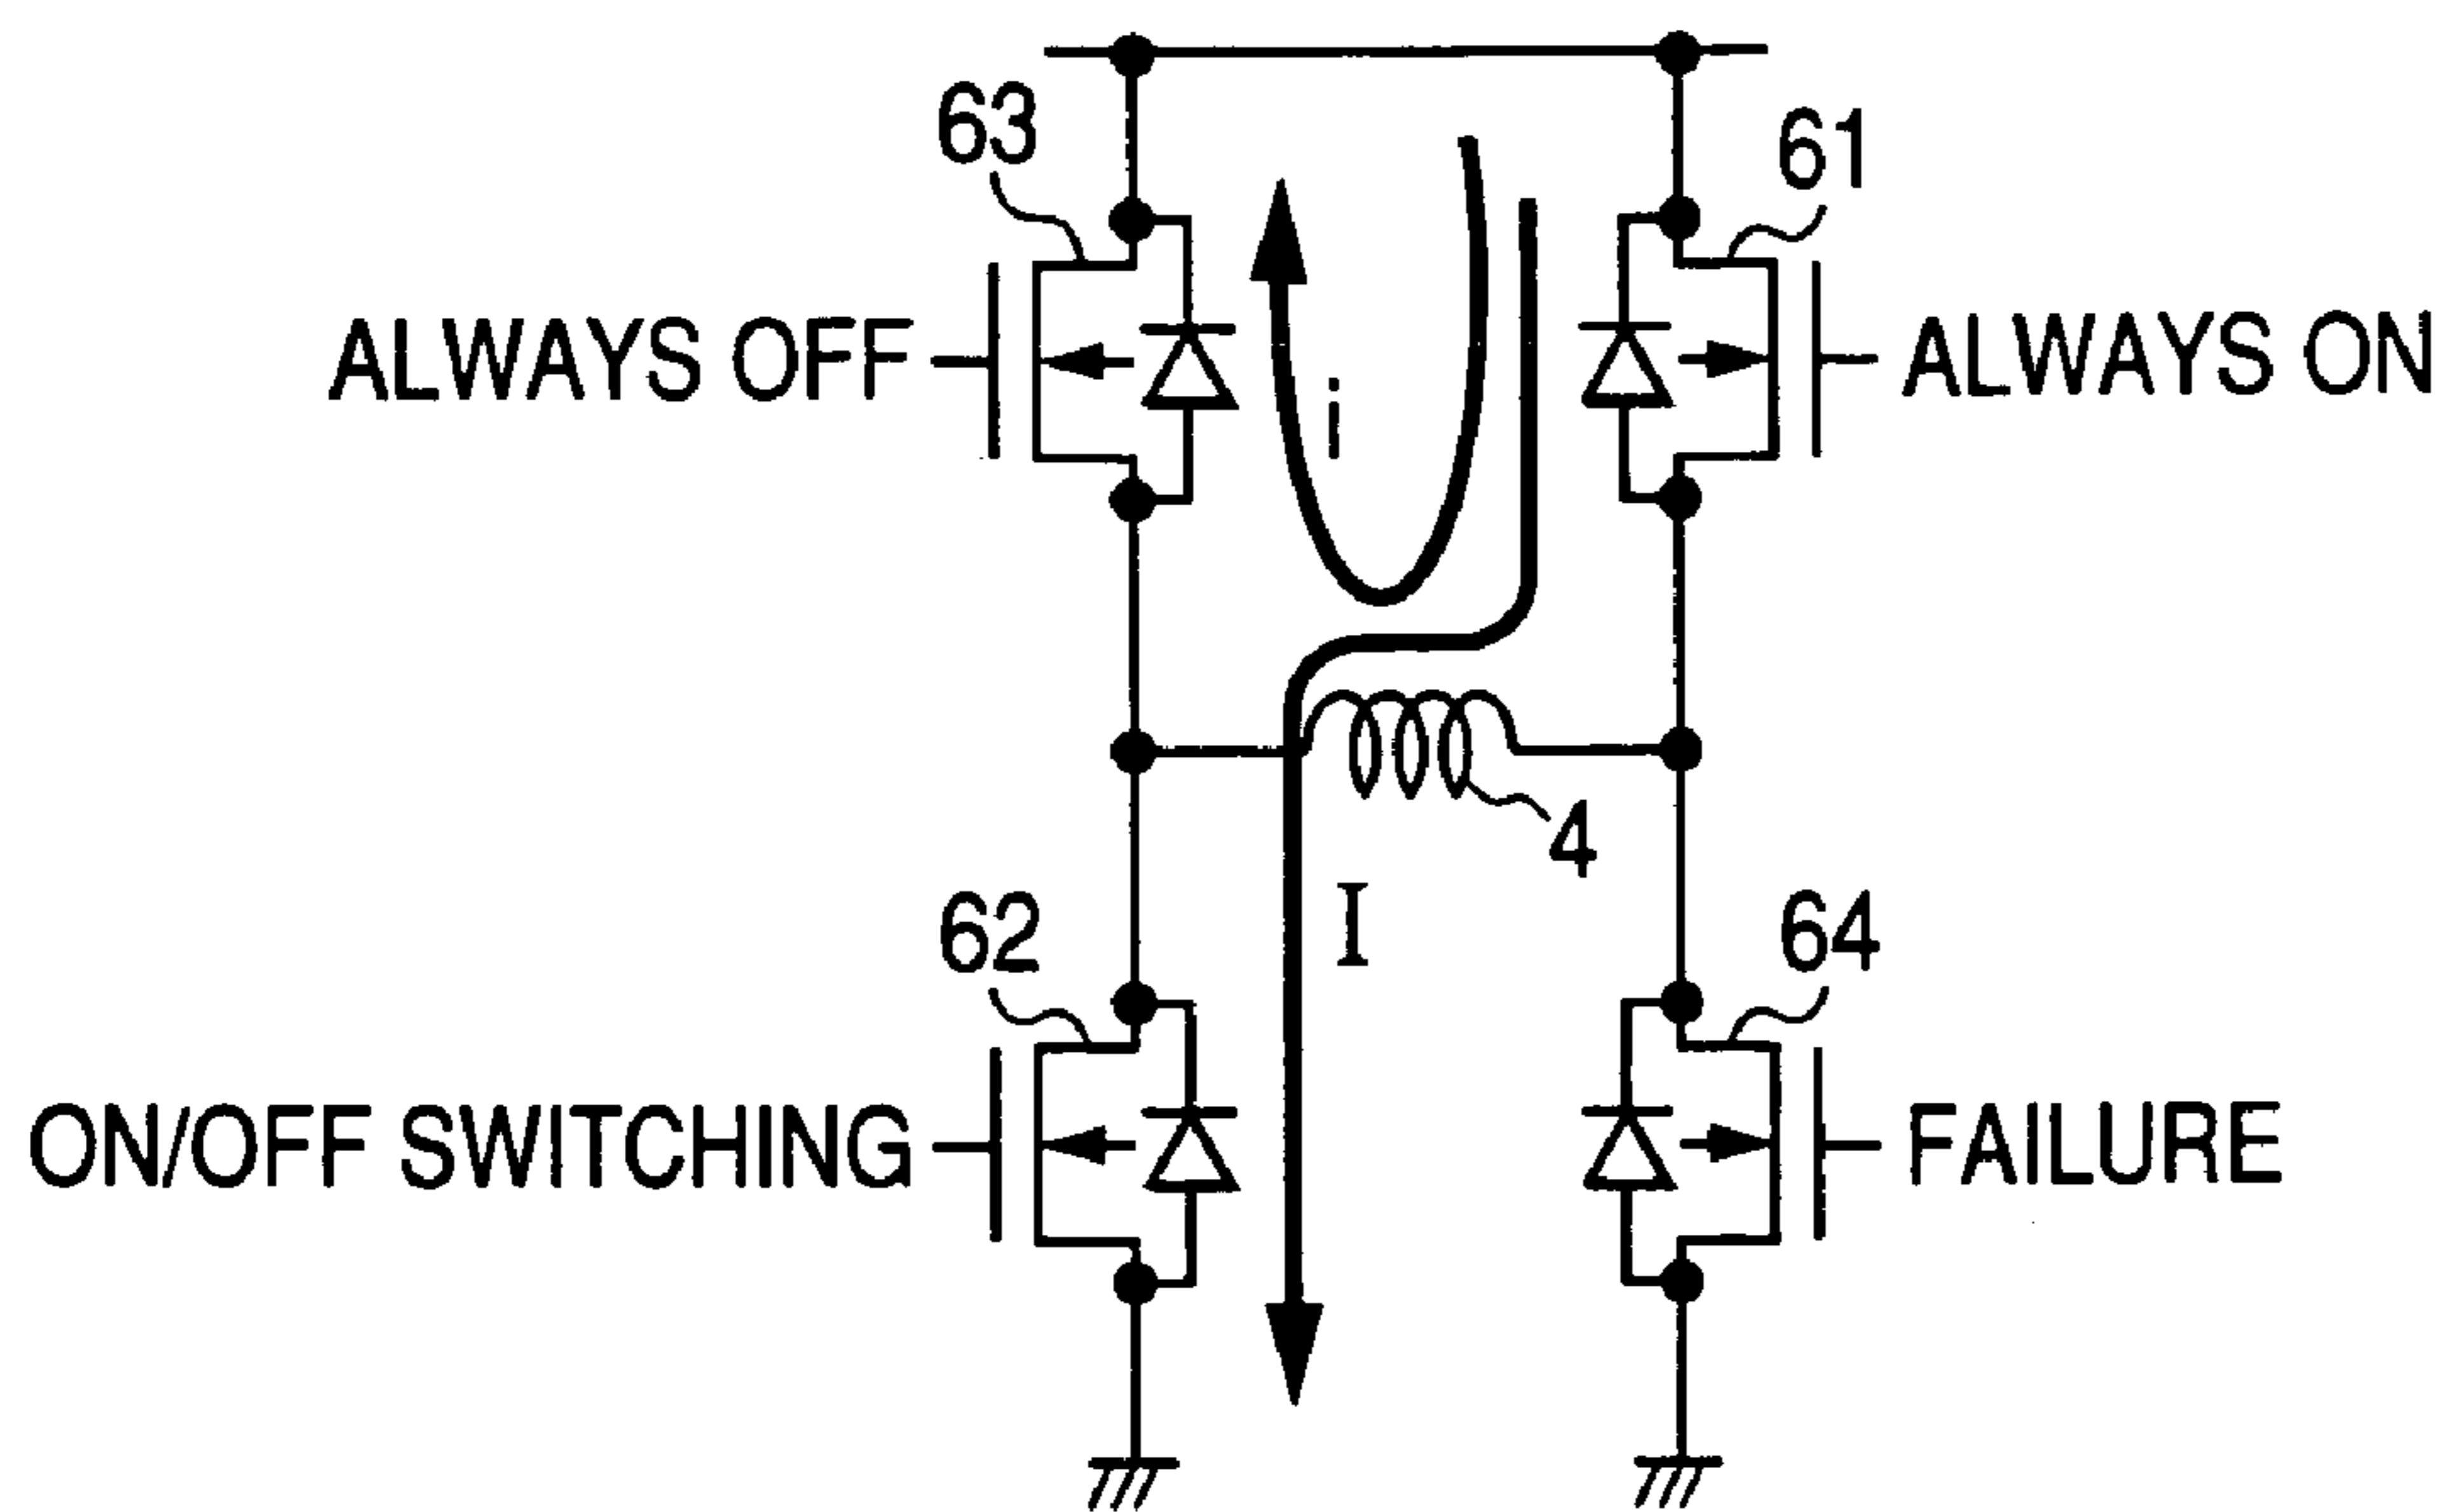 63
61
ALWAYS OFF
ALWAYS ON
i
4
I
62
64
ON/OFF SWITCHING
FAILURE